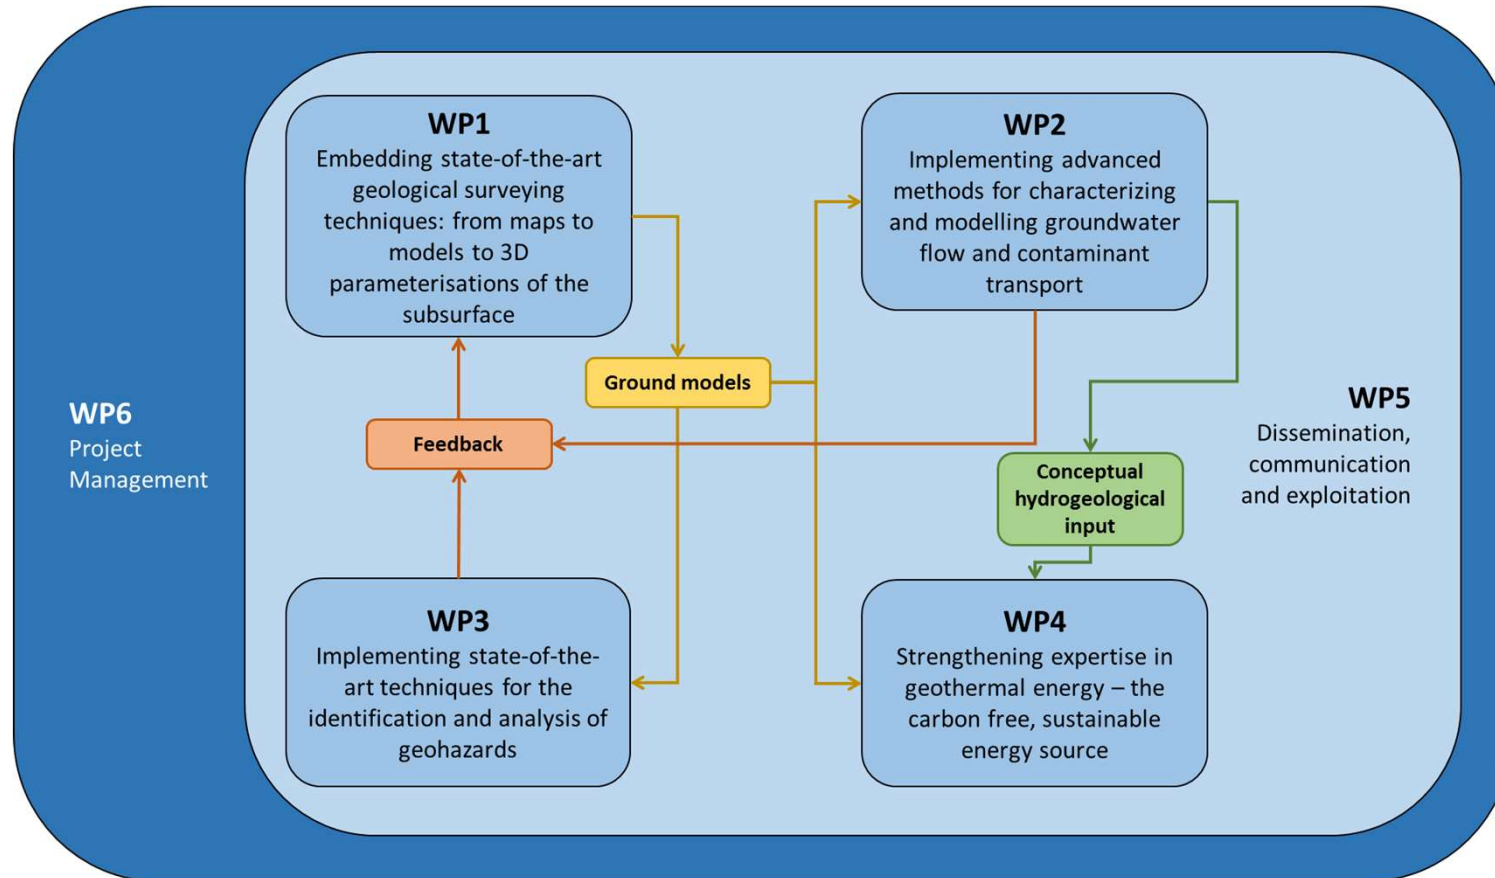 WP1
Embedding state-of-the-art
geological surveying
techniques: from maps to
models to 3D
parameterisations of the
subsurface
WP2
Implementing advanced
methods for characterizing
and modelling groundwater
flow and contaminant
transport
Ground models
Feedback
WP6
Project
Management
WP5
Dissemination,
communication
and exploitation
Conceptual
hydrogeological
input
WP3
Implementing state-of-the-
art techniques for the
identification and analysis of
geohazards
WP4
Strengthening expertise in
geothermal energy – the
carbon free, sustainable
energy source